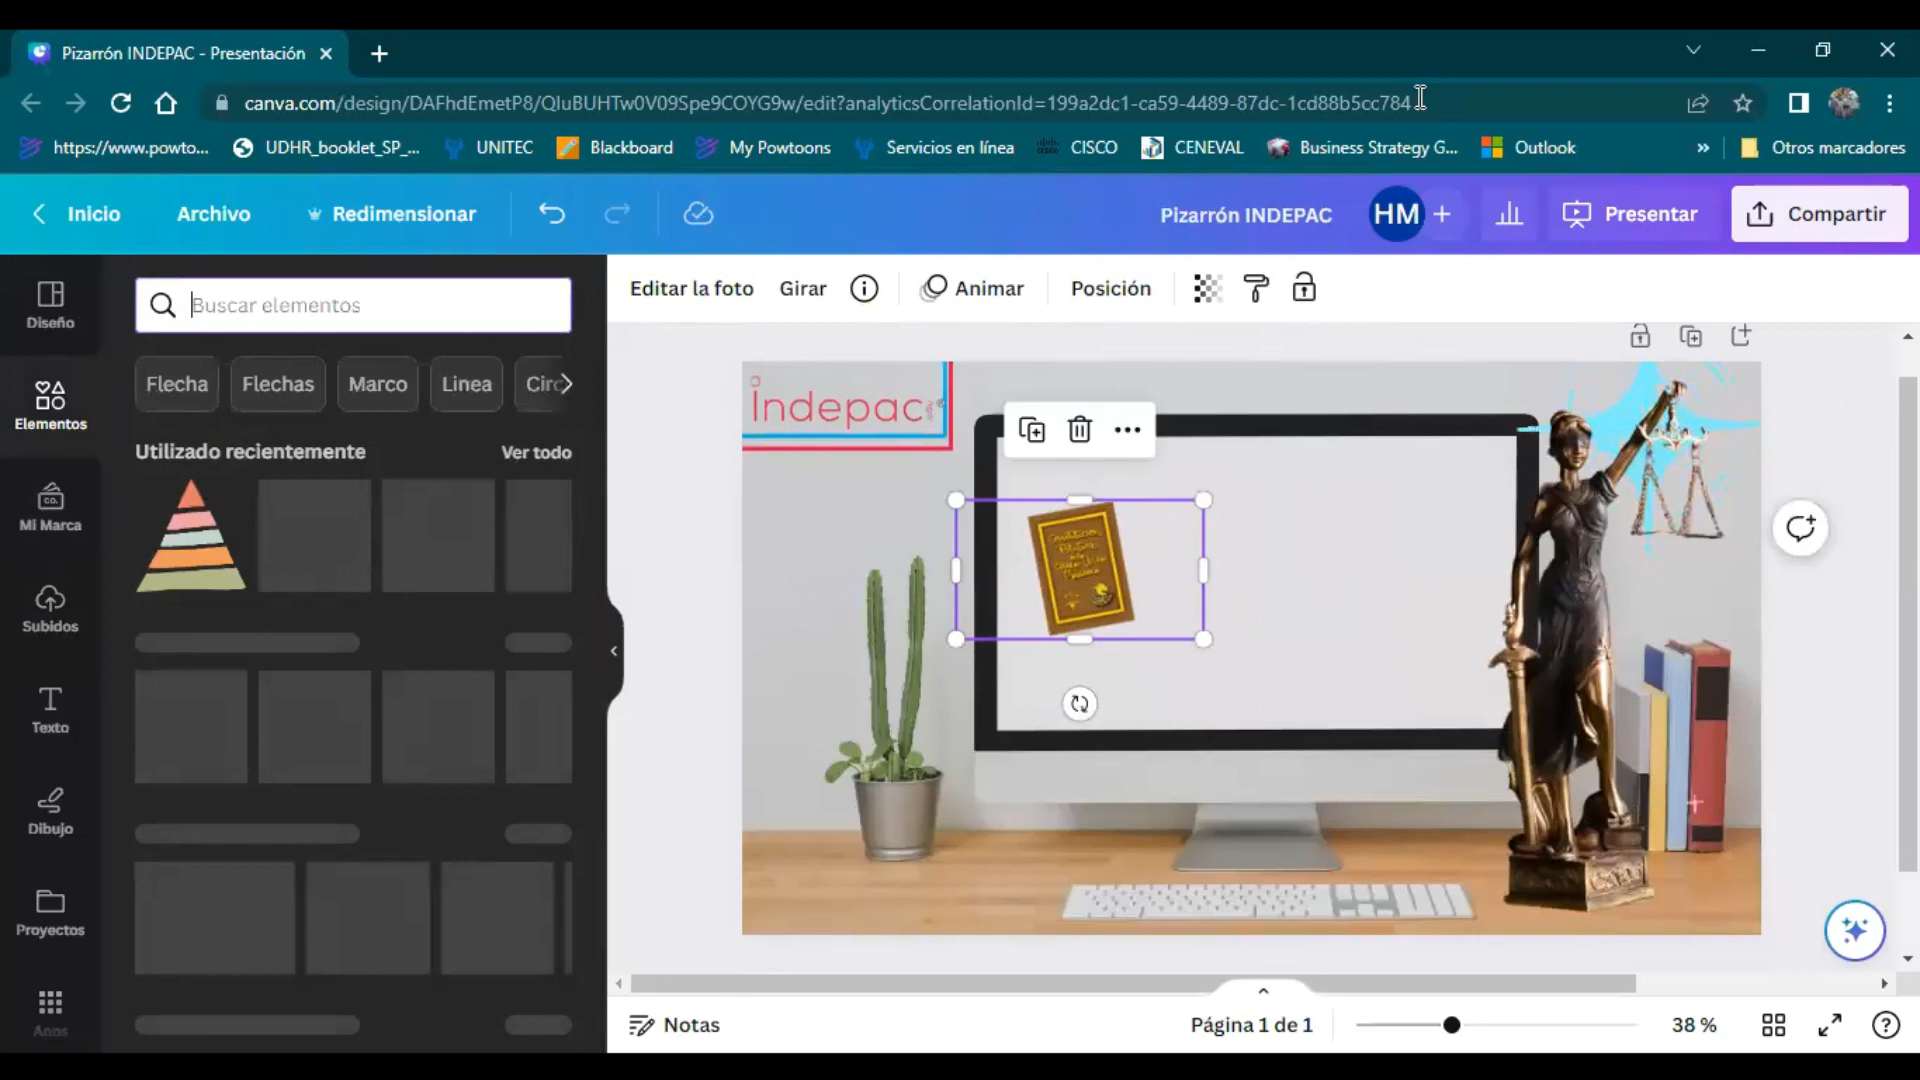 Pizarrón INDEPAC - Presentación
canva.com/design/DAFhdEmetP8/QIuBUHTw0V09Spe9COYG9w/edit?analyticsCorrelationId=199a2dc1-ca59-4489-87dc-1cd88b5cc784
https://www.powto...
UDHR_booklet_SP_...
UNITEC
Blackboard
My Powtoons
Servicios en línea
CISCO
CENEVAL
Business Strategy G...
Outlook
»
Otros marcadores
Inicio
Archivo
Redimensionar
Pizarrón INDEPAC
HM
Presentar
Compartir
Diseño
Elementos
Mi Marca
Subidos
Texto
Dibujo
Proyectos
Apps
Buscar elementos
Flecha
Flechas
Marco
Linea
Circ
Utilizado recientemente
Ver todo
Editar la foto
Girar
Animar
Posición
Indepac
Notas
Página 1 de 1
38 %